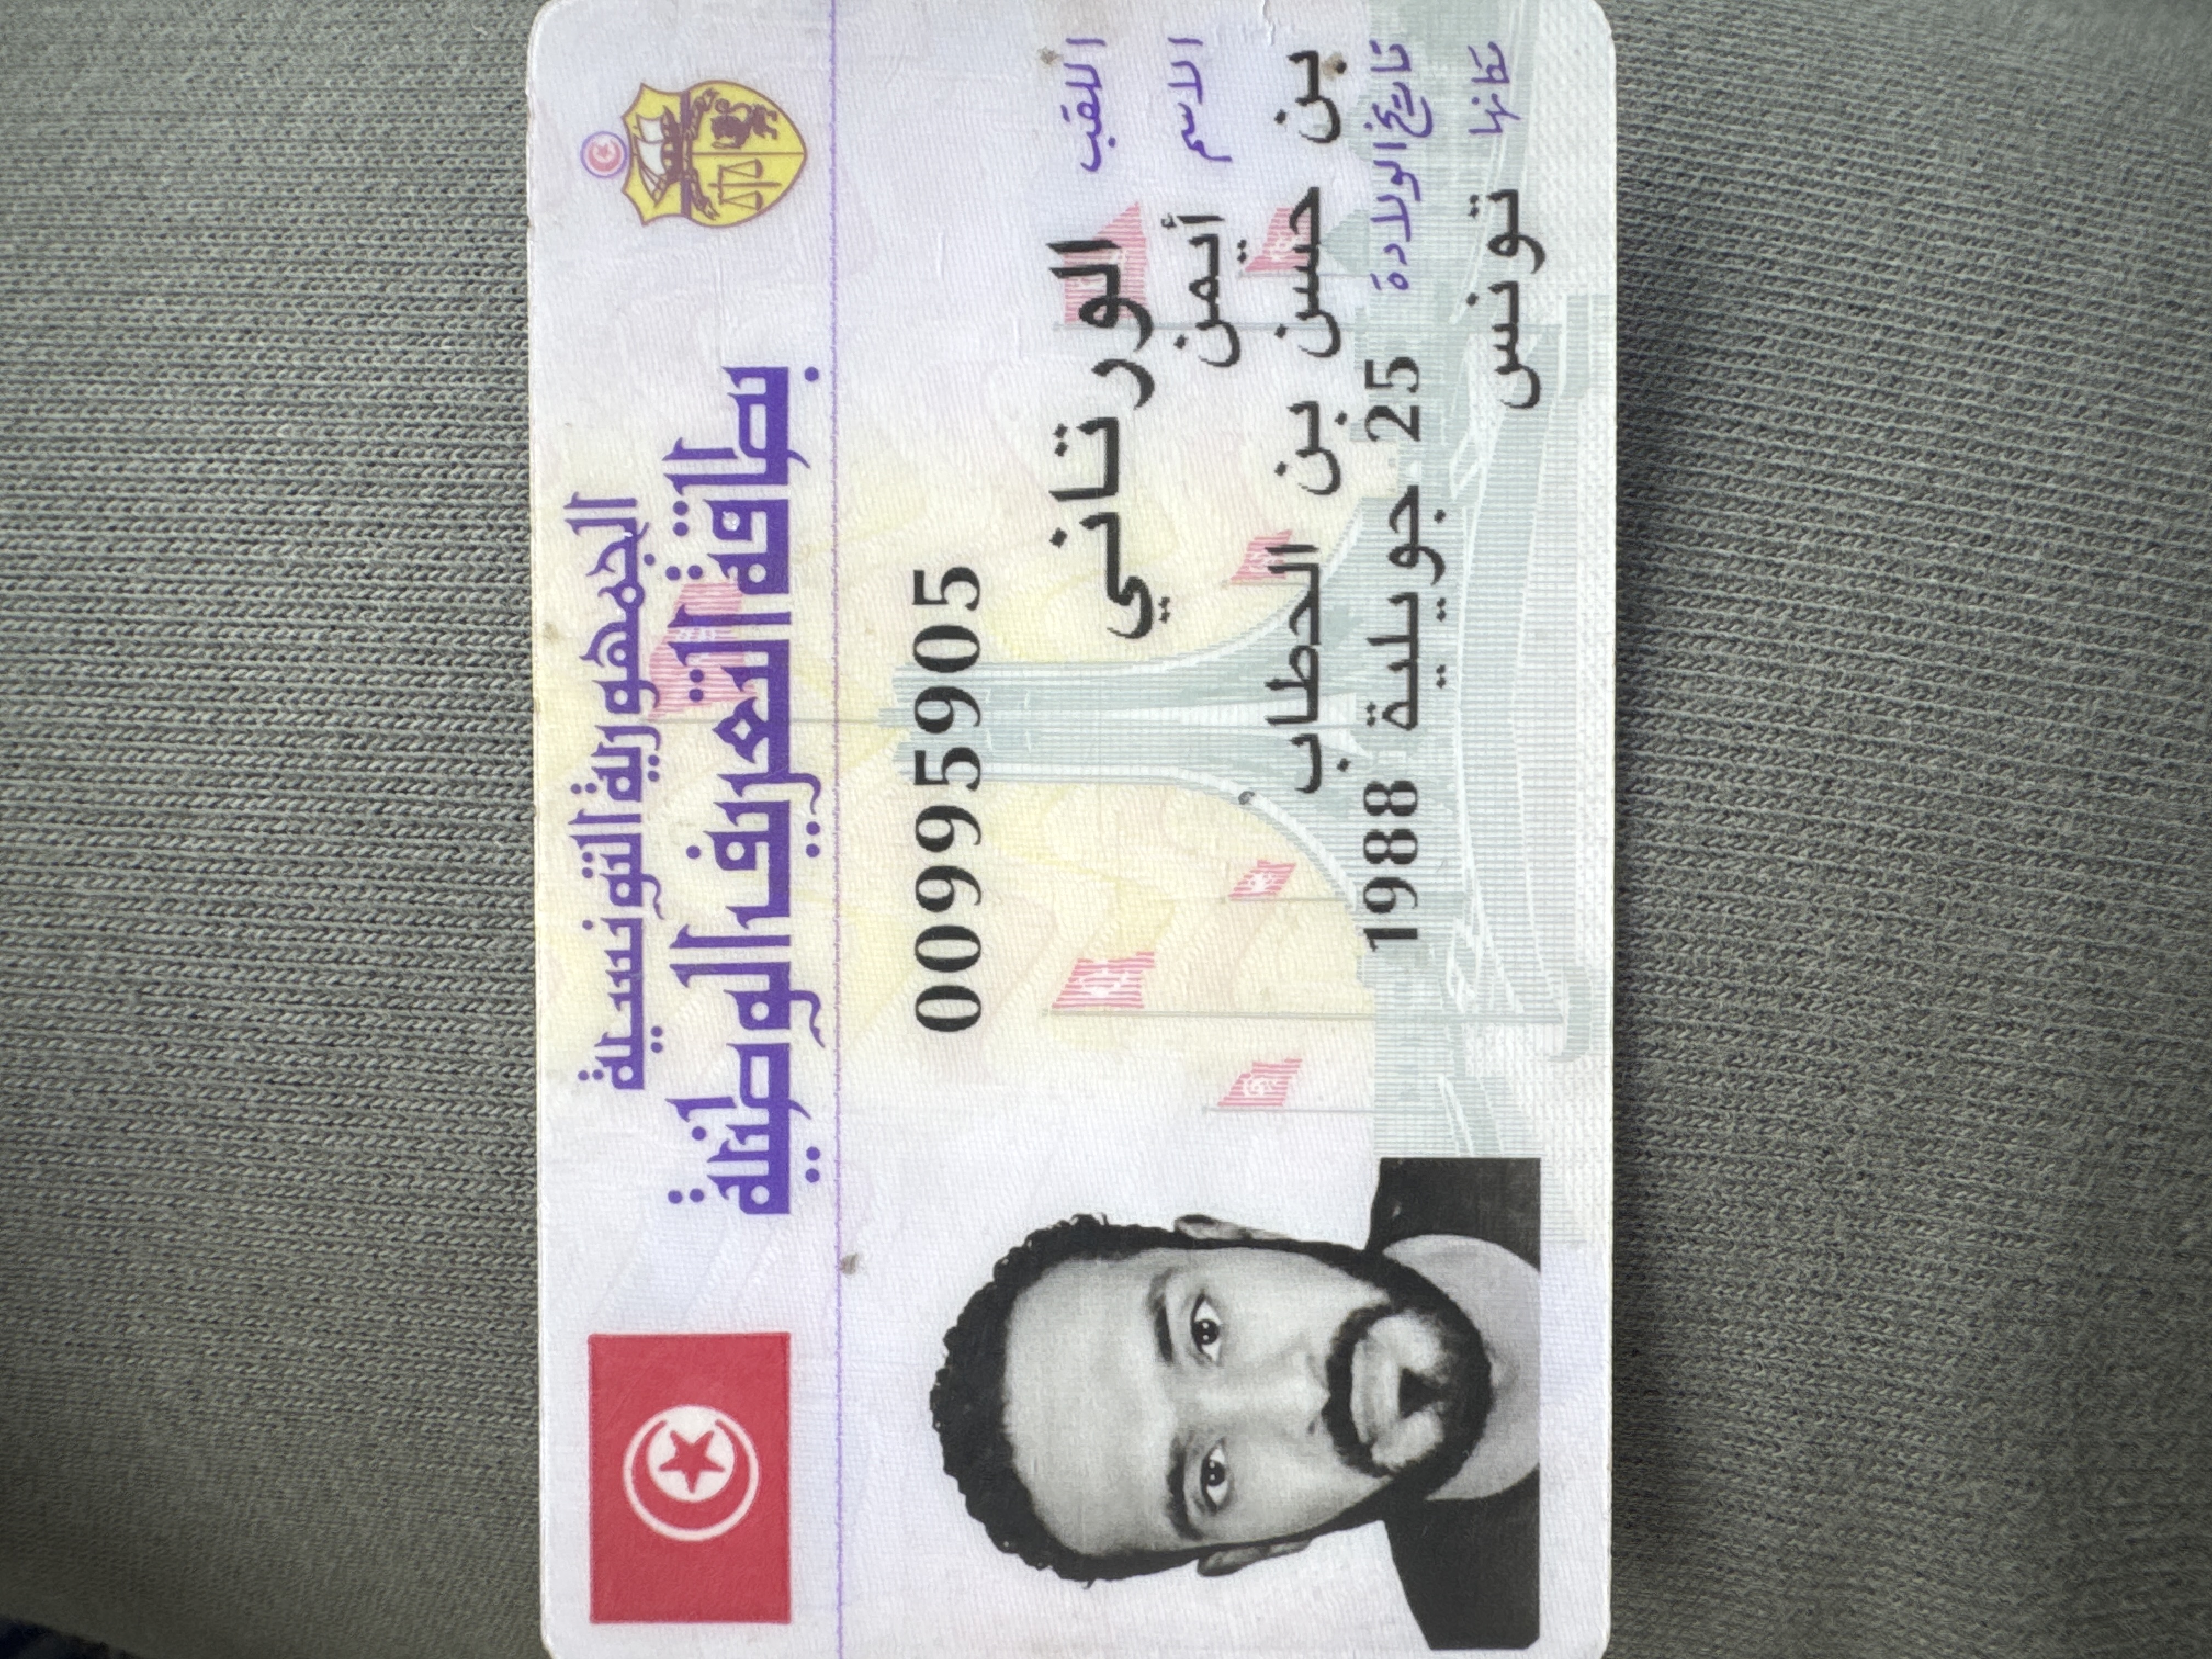 الجمهورية التونسية
بطاقة التعريف الوطنية
00995905
اللقب الورتاني
الاسم أيمن
بن حسن بن الحطاب
تاريخ الولادة 25 جويلية 1988
مكانها تونس